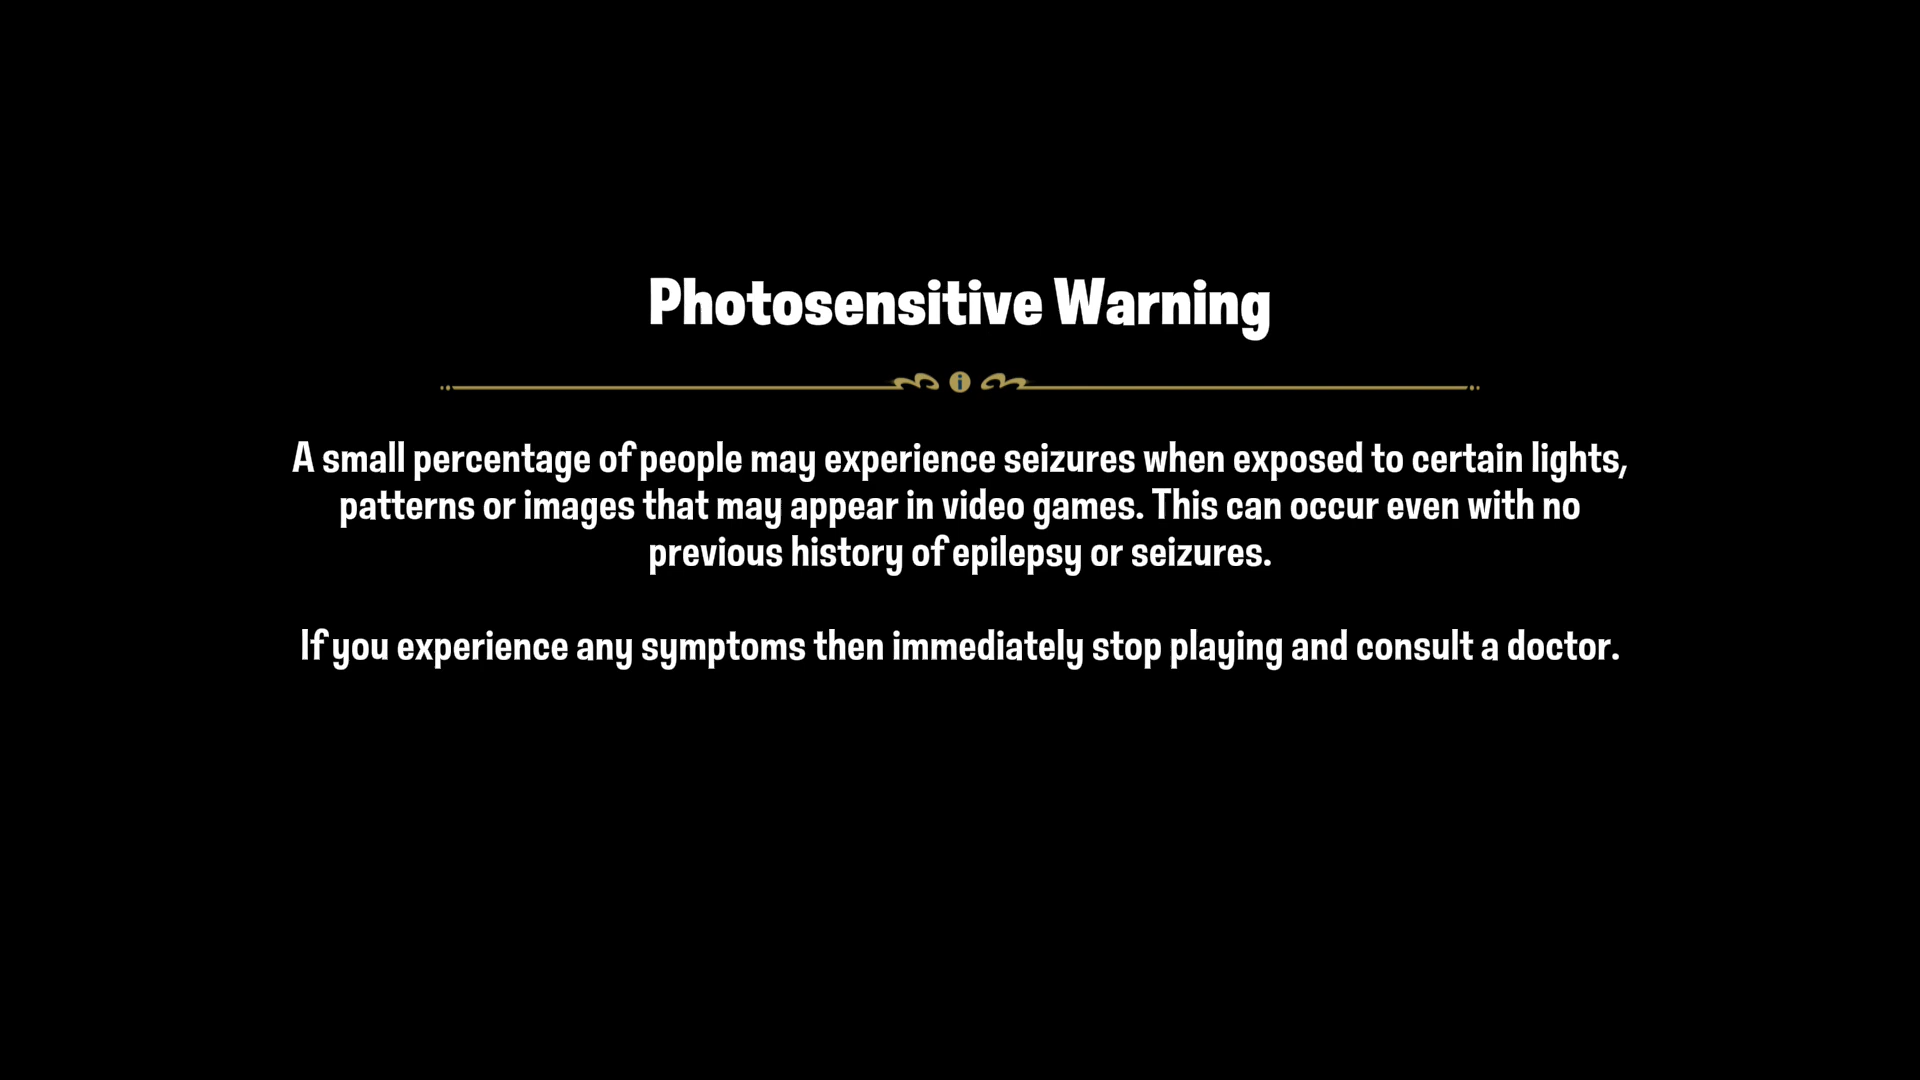 Photosensitive Warning
i
A small percentage of people may experience seizures when exposed to certain lights,
patterns or images that may appear in video games. This can occur even with no
previous history of epilepsy or seizures.
If you experience any symptoms then immediately stop playing and consult a doctor.